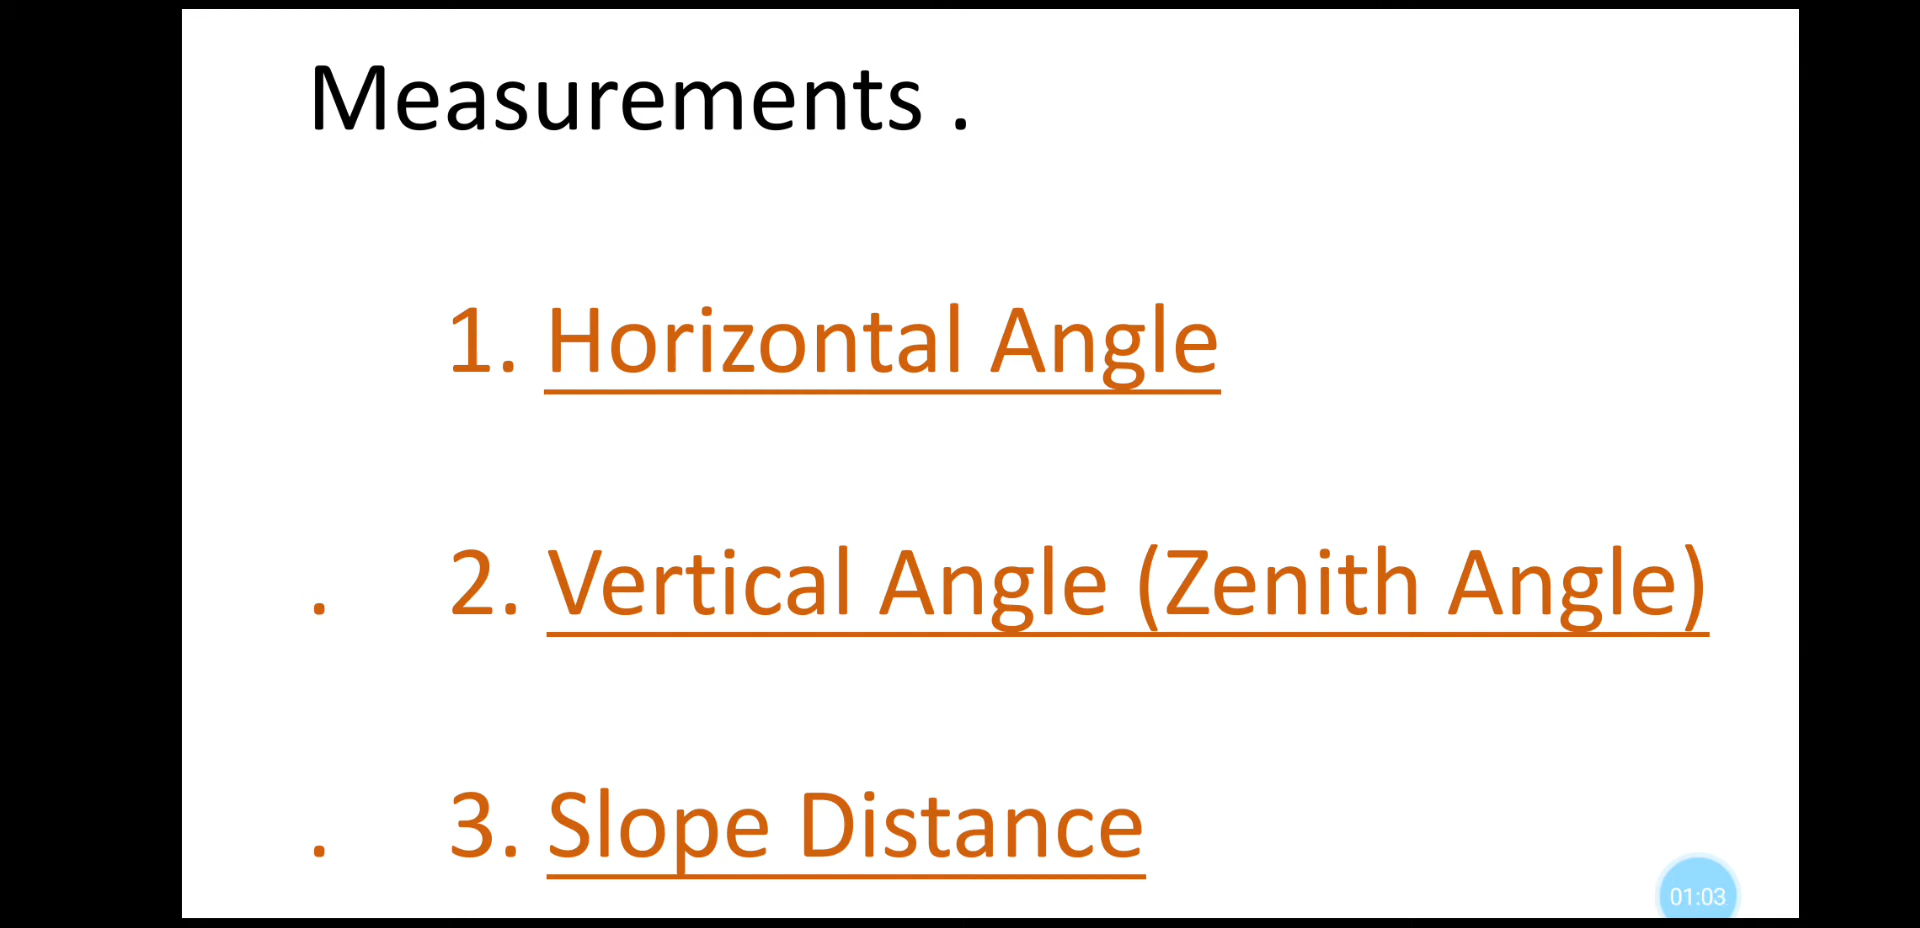 Measurements .
1. Horizontal Angle
. 2. Vertical Angle (Zenith Angle)
. 3. Slope Distance
01:03